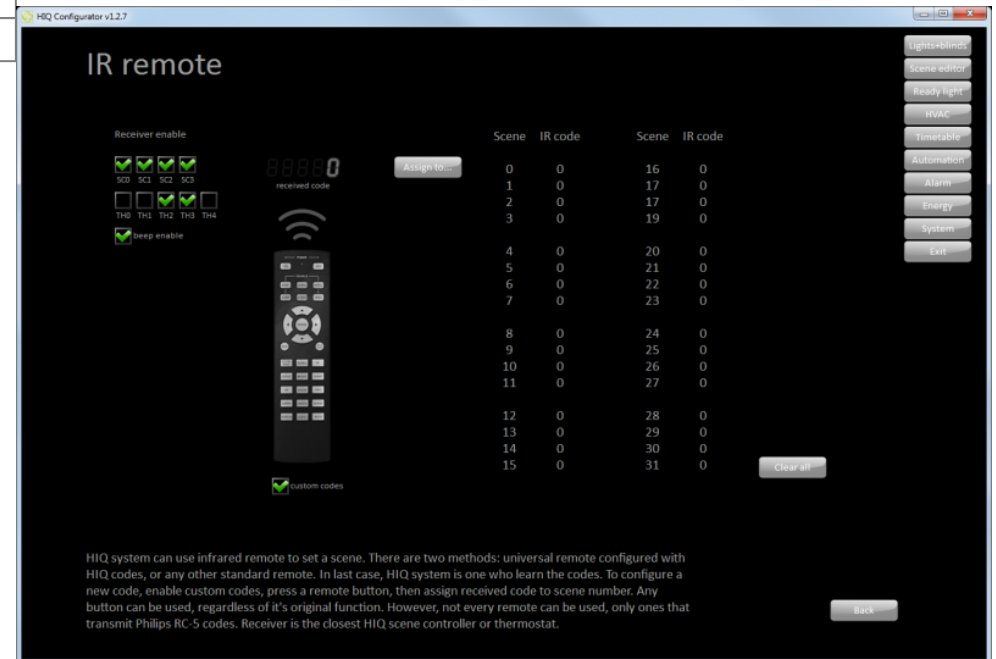 HIQ Configurator v1.2.7
IR remote
Lights+blinds
Scene editor
Ready light
HVAC
Timetable
Automation
Alarm
Energy
System
Exit
Receiver enable
SC0 SC1 SC2 SC3
TH0 TH1 TH2 TH3 TH4
beep enable
0
received code
Assign to...
custom codes
Scene IR code Scene IR code
0 0 16 0
1 0 17 0
2 0 17 0
3 0 19 0
4 0 20 0
5 0 21 0
6 0 22 0
7 0 23 0
8 0 24 0
9 0 25 0
10 0 26 0
11 0 27 0
12 0 28 0
13 0 29 0
14 0 30 0
15 0 31 0
Clear all
HIQ system can use infrared remote to set a scene. There are two methods: universal remote configured with
HIQ codes, or any other standard remote. In last case, HIQ system is one who learn the codes. To configure a
new code, enable custom codes, press a remote button, then assign received code to scene number. Any
button can be used, regardless of it's original function. However, not every remote can be used, only ones that
transmit Philips RC-5 codes. Receiver is the closest HIQ scene controller or thermostat.
Back